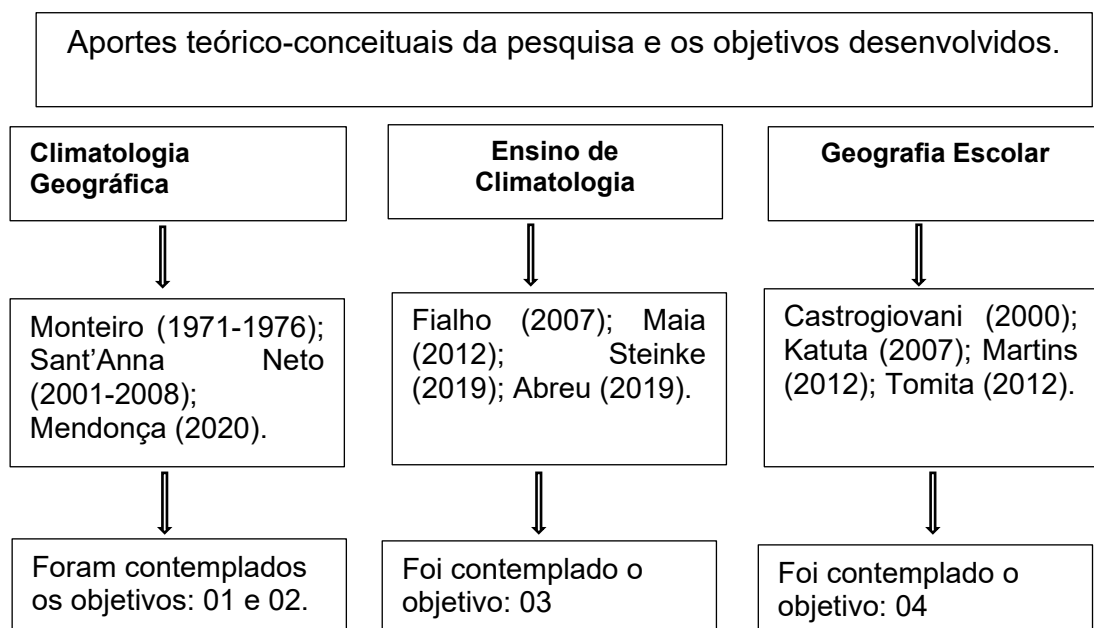 Aportes teórico-conceituais da pesquisa e os objetivos desenvolvidos.
Climatologia
Geográfica
Ensino de
Climatologia
Geografia Escolar
Monteiro (1971-1976);
Sant’Anna Neto
(2001-2008);
Mendonça (2020).
Fialho (2007); Maia
(2012); Steinke
(2019); Abreu (2019).
Castrogiovani (2000);
Katuta (2007); Martins
(2012); Tomita (2012).
Foram contemplados
os objetivos: 01 e 02.
Foi contemplado o
objetivo: 03
Foi contemplado o
objetivo: 04